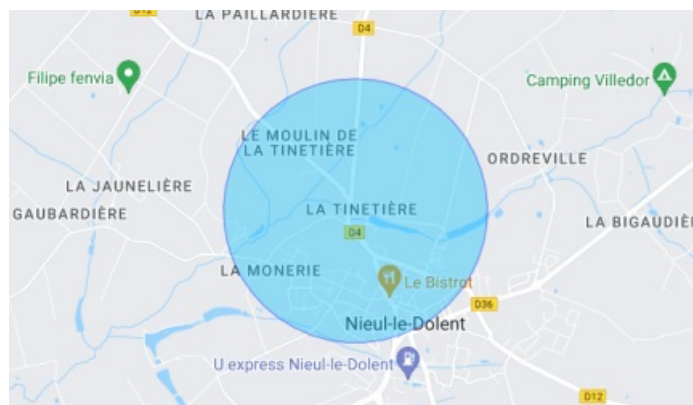 D12
LA PAILLARDIÈRE
D4
Filipe fenvia
Camping Villedor
LE MOULIN DE
LA TINETIÈRE
ORDREVILLE
LA JAUNELIÈRE
GAUBARDIÈRE
LA TINETIÈRE
LA BIGAUDIÈ
D4
LA MONERIE
Le Bistrot
D36
Nieul-le-Dolent
U express Nieul-le-Dolent
D12